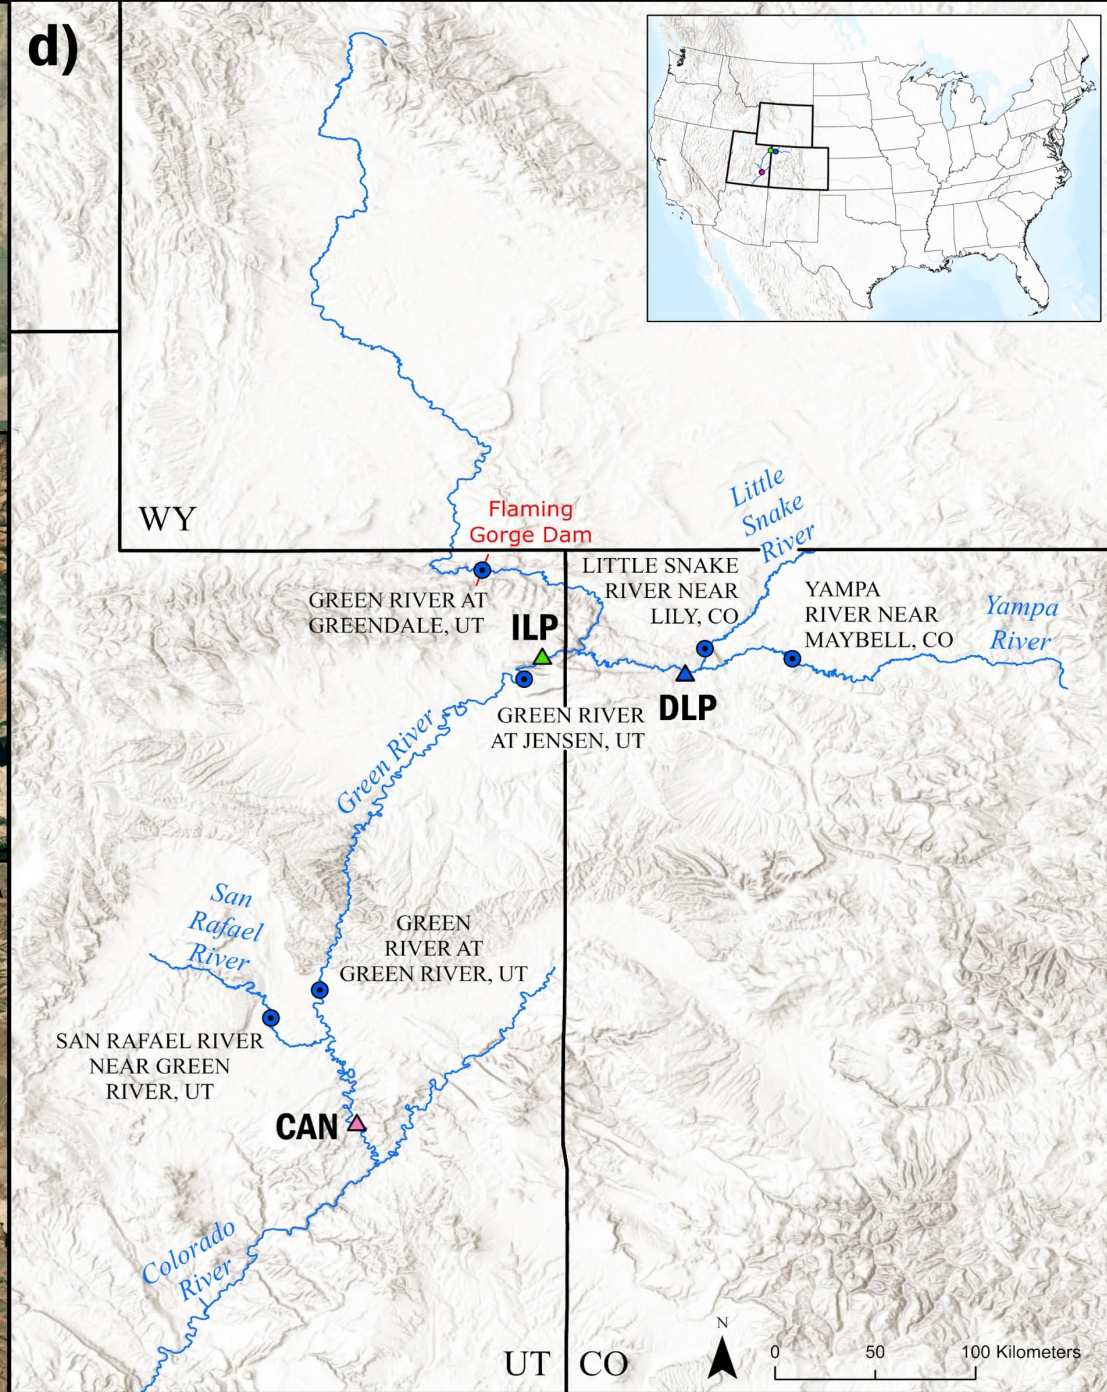 d)
WY
Flaming
Gorge Dam
Little
Snake
River
GREEN RIVER AT
GREENDALE, UT
LITTLE SNAKE
RIVER NEAR
LILY, CO
YAMPA
RIVER NEAR
MAYBELL, CO
Yampa
River
ILP
DLP
GREEN RIVER
AT JENSEN, UT
Green River
San
Rafael
River
GREEN
RIVER AT
GREEN RIVER, UT
SAN RAFAEL RIVER
NEAR GREEN
RIVER, UT
CAN
Colorado
River
UT
CO
N
0 50 100 Kilometers